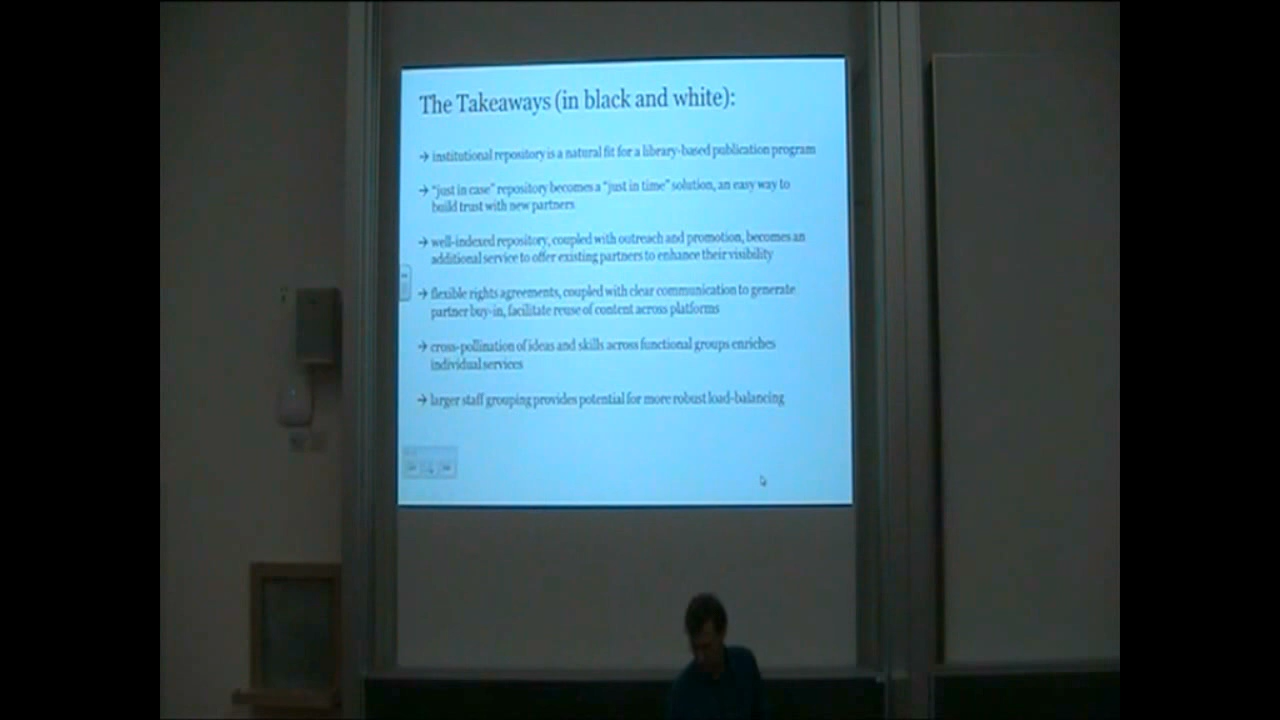 The Takeaways (in black and white):
→ institutional repository is a natural fit for a library-based publication program
→ "just in case" repository becomes a "just in time" solution, an easy way to
build trust with new partners
→ well-indexed repository, coupled with outreach and promotion, becomes an
additional service to offer existing partners to enhance their visibility
→ flexible rights agreements, coupled with clear communication to generate
partner buy-in, facilitate reuse of content across platforms
→ cross-pollination of ideas and skills across functional groups enriches
individual services
→ larger staff grouping provides potential for more robust load-balancing